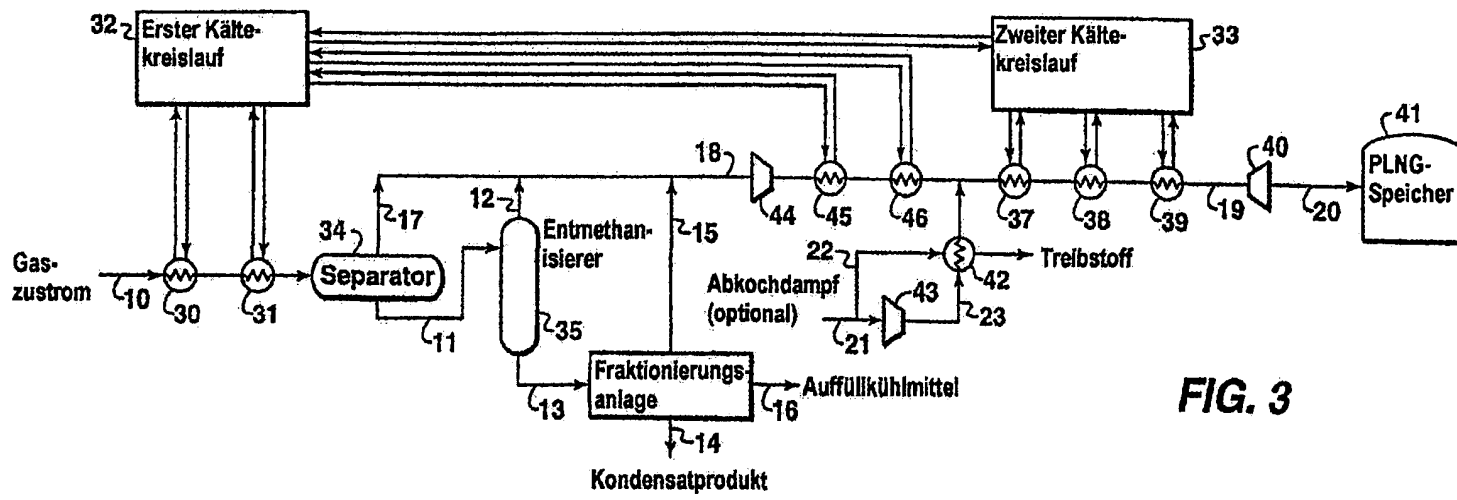 32
Erster Kälte-
kreislauf
Zweiter Kälte-
kreislauf
33
41
PLNG-
Speicher
40
18
44
45
46
37
38
39
19
20
17
12
34
Separator
Entmethan-
isierer
15
Gas-
zustrom
10
30
31
11
35
22
42
Treibstoff
Abkochdampf
(optional)
43
21
23
13
Fraktionierungs-
anlage
16
Auffüllkühlmittel
14
Kondensatprodukt
FIG. 3